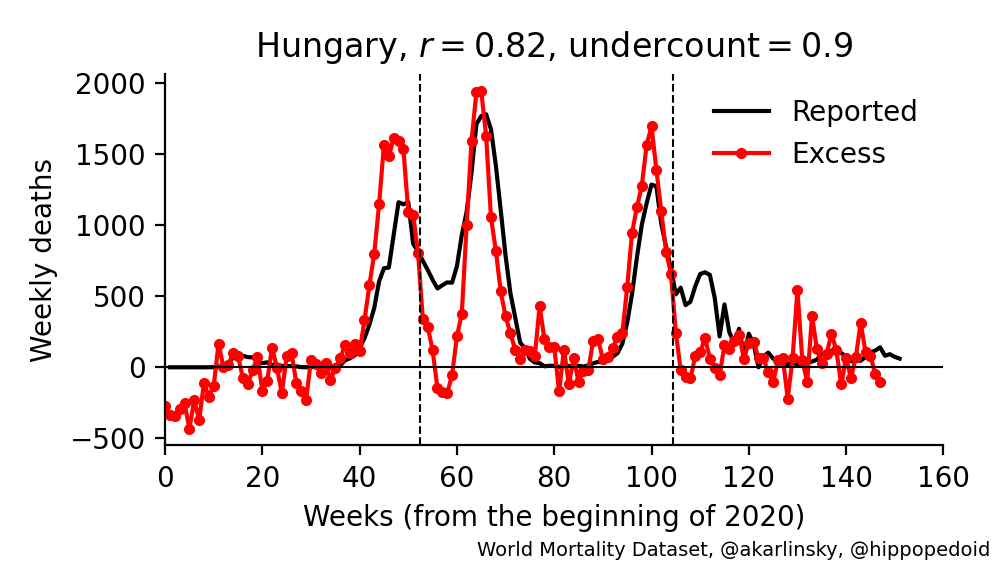 Hungary, r = 0.82, undercount = 0.9
2000
1500
1000
500
0
−500
Weekly deaths
Reported
Excess
0 20 40 60 80 100 120 140 160
Weeks (from the beginning of 2020)
World Mortality Dataset, @akarlinsky, @hippopedoid